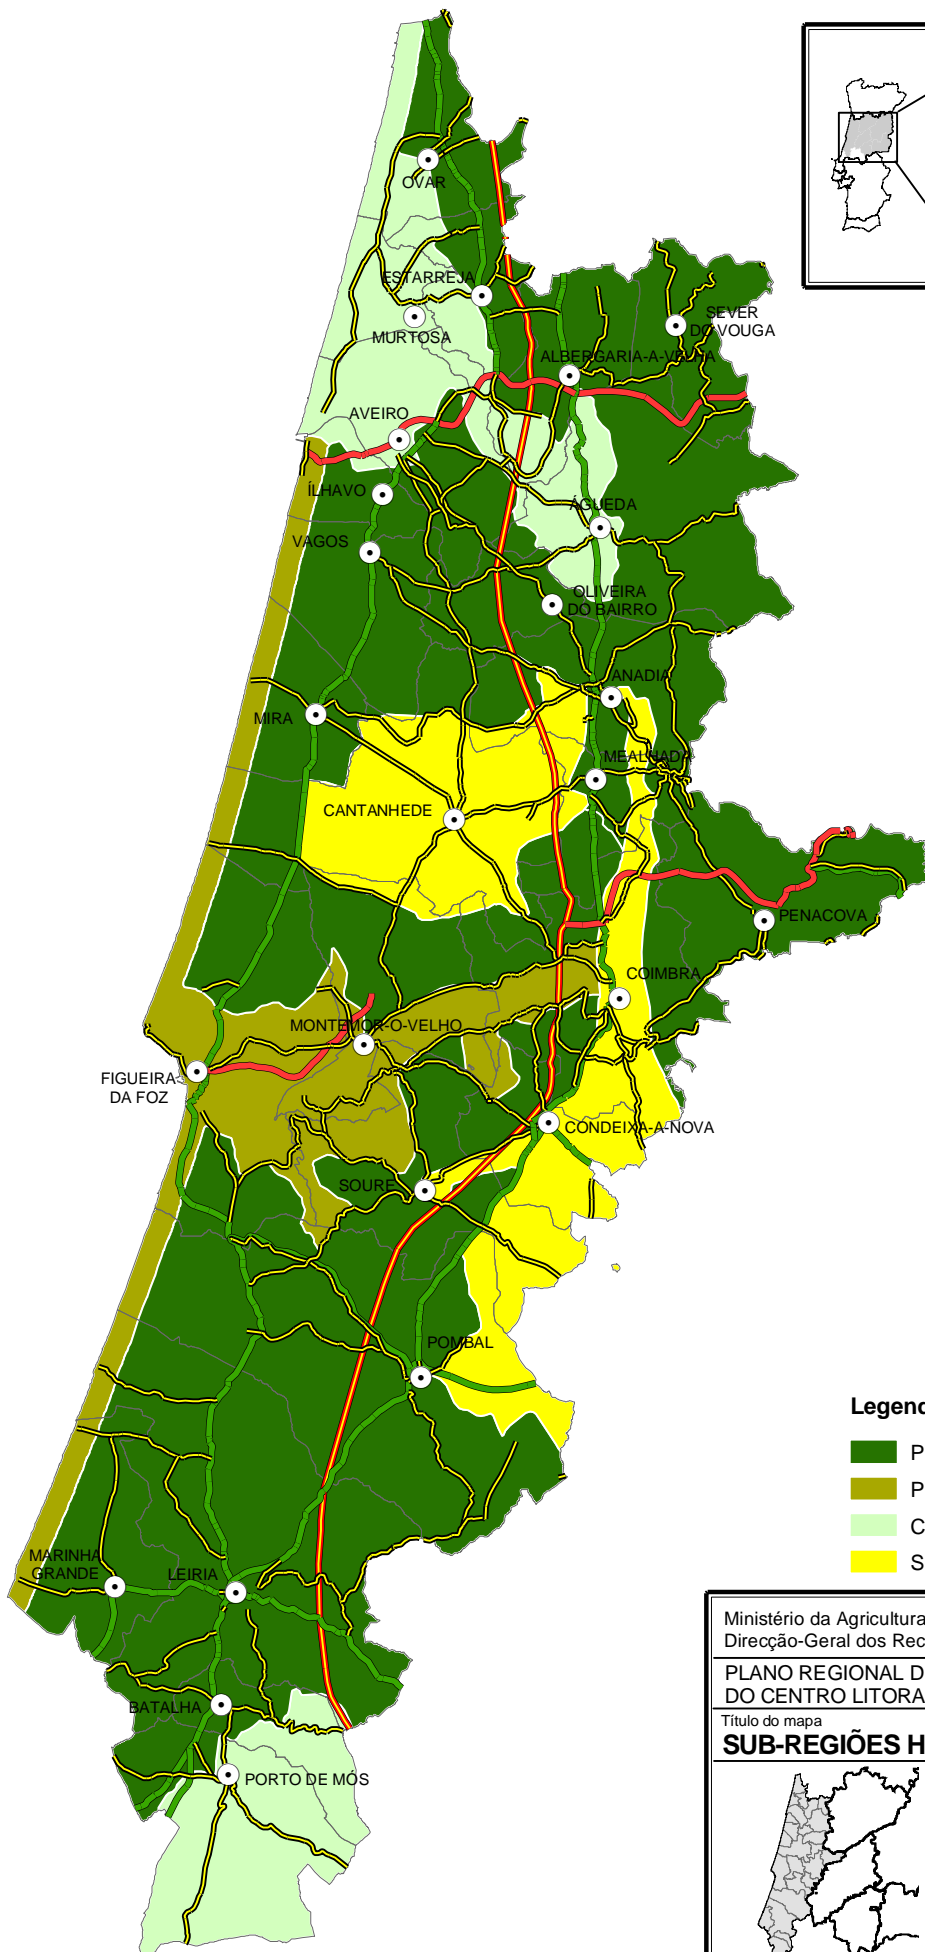 OVAR
ESTARREJA
MURTOSA
SEVER
DO VOUGA
ALBERGARIA-A-VELHA
AVEIRO
ÍLHAVO
ÁGUEDA
VAGOS
OLIVEIRA
DO BAIRRO
ANADIA
MIRA
MEALHADA
CANTANHEDE
PENACOVA
COIMBRA
MONTEMOR-O-VELHO
FIGUEIRA
DA FOZ
CONDEIXA-A-NOVA
SOURE
POMBAL
MARINHA
GRANDE
LEIRIA
BATALHA
PORTO DE MÓS
Legend
P
P
C
S
Ministério da Agricultura
Direcção-Geral dos Rec
PLANO REGIONAL D
DO CENTRO LITORA
Título do mapa
SUB-REGIÕES H